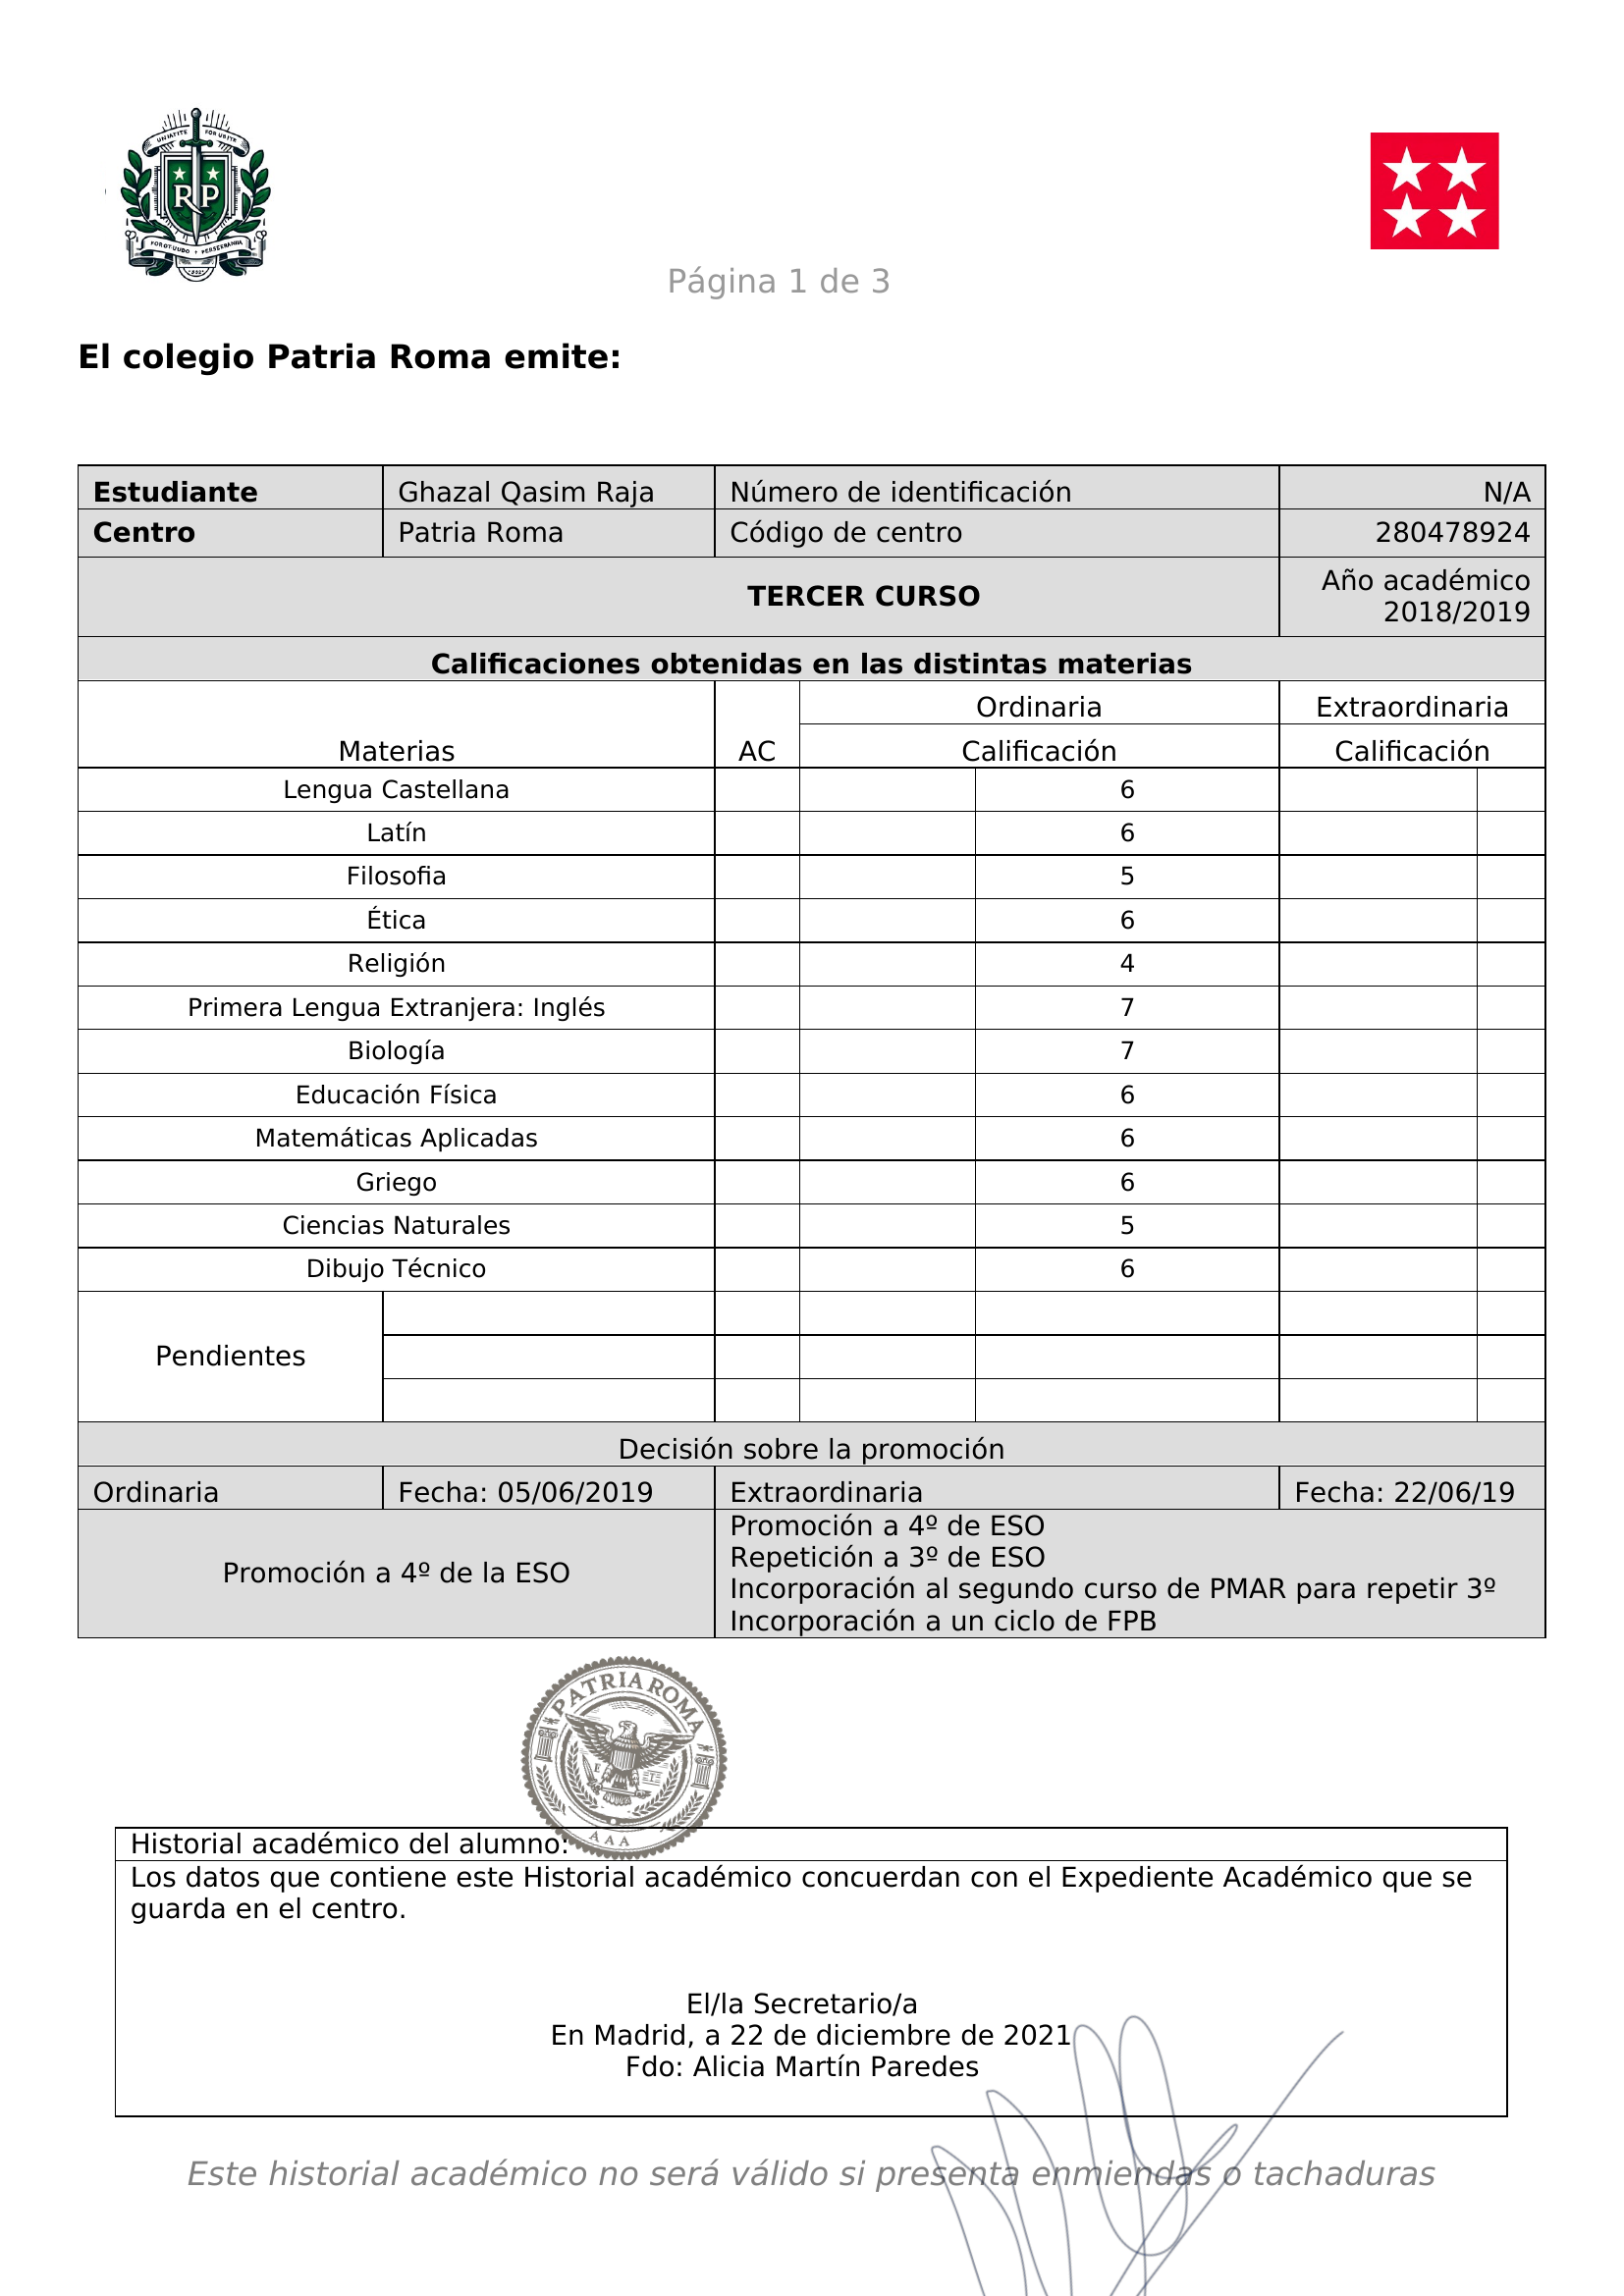 RP
Página 1 de 3
El colegio Patria Roma emite:
Estudiante Ghazal Qasim Raja Número de identificación N/A
Centro Patria Roma Código de centro 280478924
TERCER CURSO Año académico
2018/2019
Calificaciones obtenidas en las distintas materias
Ordinaria Extraordinaria
Materias AC Calificación Calificación
Lengua Castellana 6
Latín 6
Filosofia 5
Ética 6
Religión 4
Primera Lengua Extranjera: Inglés 7
Biología 7
Educación Física 6
Matemáticas Aplicadas 6
Griego 6
Ciencias Naturales 5
Dibujo Técnico 6
Pendientes
Decisión sobre la promoción
Ordinaria Fecha: 05/06/2019 Extraordinaria Fecha: 22/06/19
Promoción a 4º de la ESO
Promoción a 4º de ESO
Repetición a 3º de ESO
Incorporación al segundo curso de PMAR para repetir 3º
Incorporación a un ciclo de FPB
PATRIA ROMA
AAA
Historial académico del alumno:
Los datos que contiene este Historial académico concuerdan con el Expediente Académico que se
guarda en el centro.
El/la Secretario/a
En Madrid, a 22 de diciembre de 2021
Fdo: Alicia Martín Paredes
Este historial académico no será válido si presenta enmiendas o tachaduras